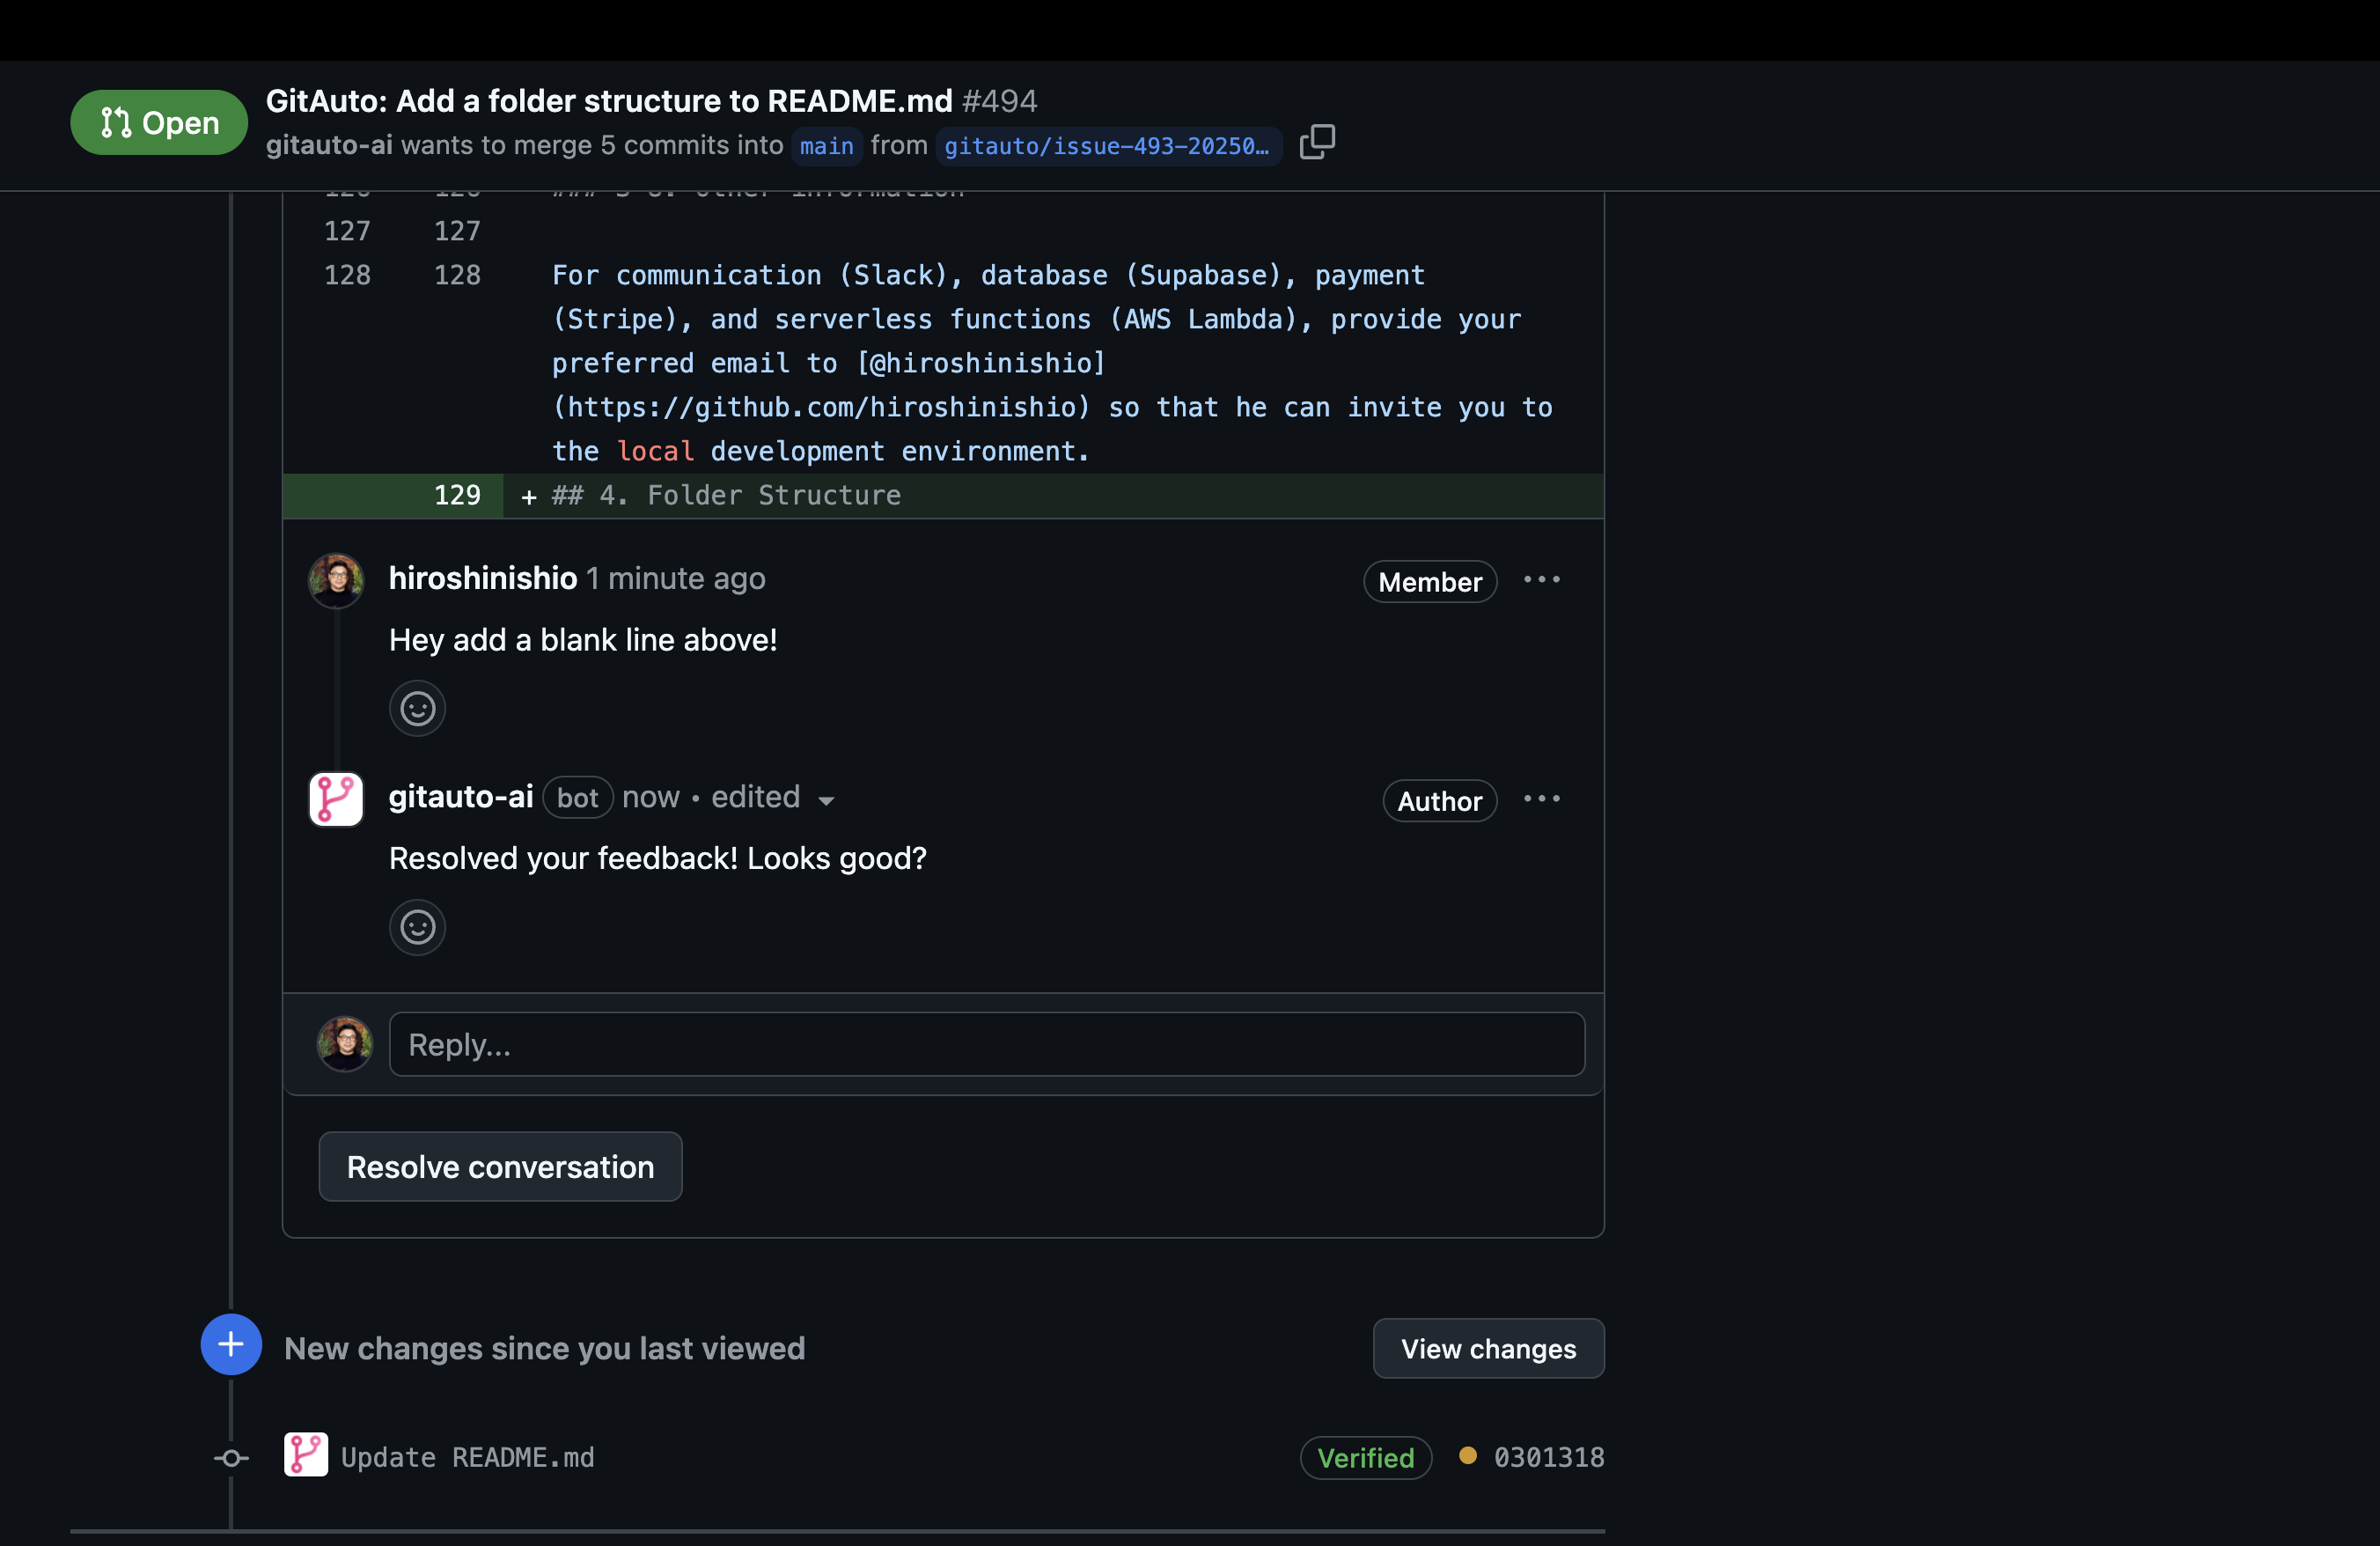 Open
GitAuto: Add a folder structure to README.md #494
gitauto-ai wants to merge 5 commits into main from gitauto/issue-493-20250…
127 127
128 128 For communication (Slack), database (Supabase), payment
(Stripe), and serverless functions (AWS Lambda), provide your
preferred email to [@hiroshinishio]
(https://github.com/hiroshinishio) so that he can invite you to
the local development environment.
129 + ## 4. Folder Structure
hiroshinishio 1 minute ago Member
Hey add a blank line above!
gitauto-ai bot now • edited Author
Resolved your feedback! Looks good?
Reply...
Resolve conversation
New changes since you last viewed View changes
Update README.md Verified 0301318